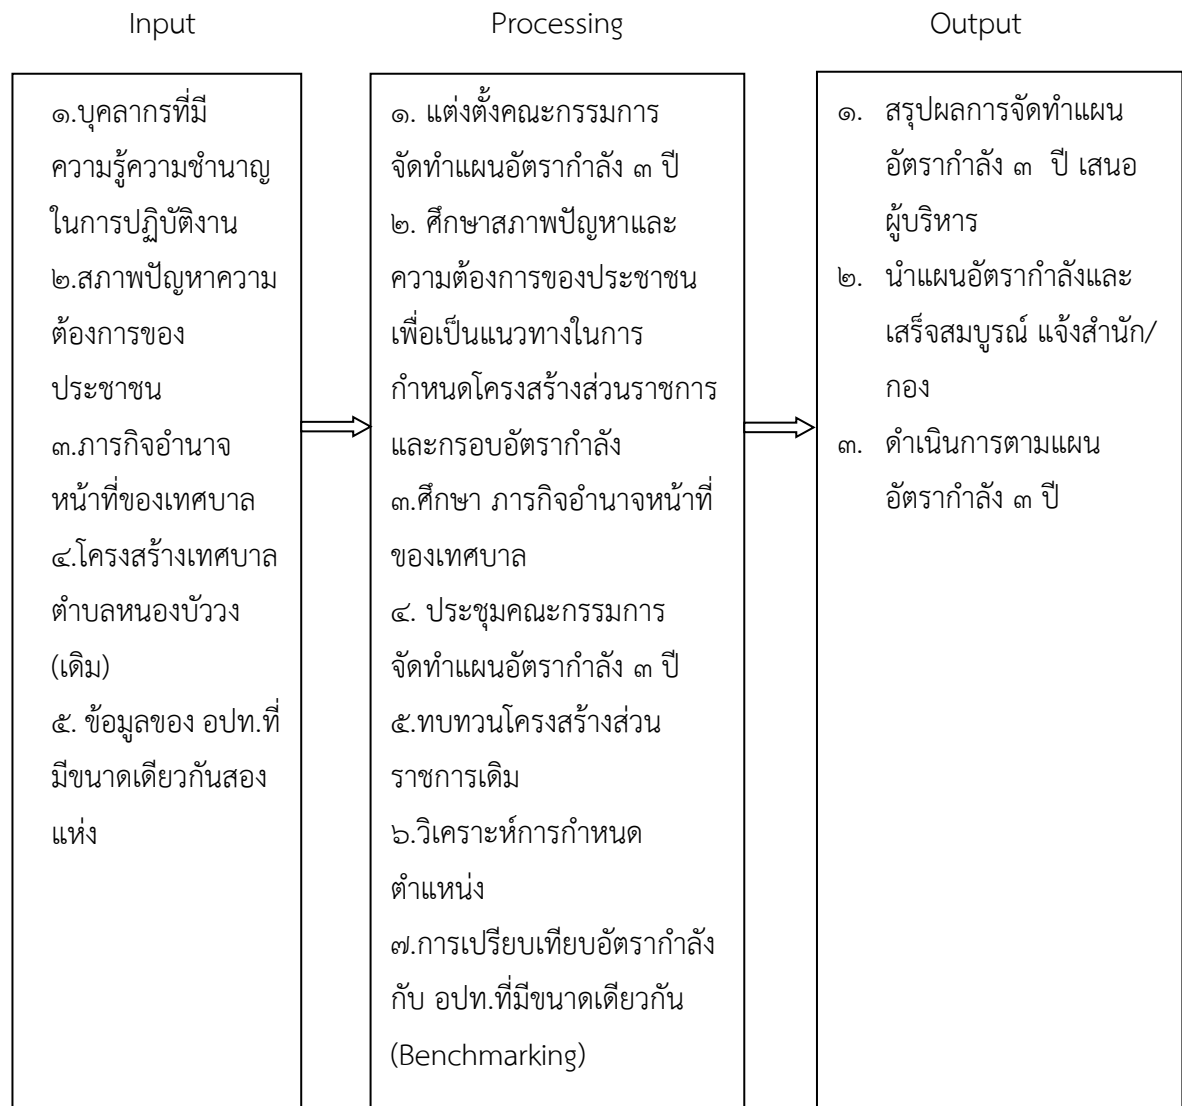 Input
Processing
Output
๑.บุคลากรที่มี
ความรู้ความชำนาญ
ในการปฏิบัติงาน
๒.สภาพปัญหาความ
ต้องการของ
ประชาชน
๓.ภารกิจอำนาจ
หน้าที่ของเทศบาล
๔.โครงสร้างเทศบาล
ตำบลหนองบัววง
(เดิม)
๕. ข้อมูลของ อปท.ที่
มีขนาดเดียวกันสอง
แห่ง
๑. แต่งตั้งคณะกรรมการ
จัดทำแผนอัตรากำลัง ๓ ปี
๒. ศึกษาสภาพปัญหาและ
ความต้องการของประชาชน
เพื่อเป็นแนวทางในการ
กำหนดโครงสร้างส่วนราชการ
และกรอบอัตรากำลัง
๓.ศึกษา ภารกิจอำนาจหน้าที่
ของเทศบาล
๔. ประชุมคณะกรรมการ
จัดทำแผนอัตรากำลัง ๓ ปี
๕.ทบทวนโครงสร้างส่วน
ราชการเดิม
๖.วิเคราะห์การกำหนด
ตำแหน่ง
๗.การเปรียบเทียบอัตรากำลัง
กับ อปท.ที่มีขนาดเดียวกัน
(Benchmarking)
๑. สรุปผลการจัดทำแผน
อัตรากำลัง ๓ ปี เสนอ
ผู้บริหาร
๒. นำแผนอัตรากำลังและ
เสร็จสมบูรณ์ แจ้งสำนัก/
กอง
๓. ดำเนินการตามแผน
อัตรากำลัง ๓ ปี